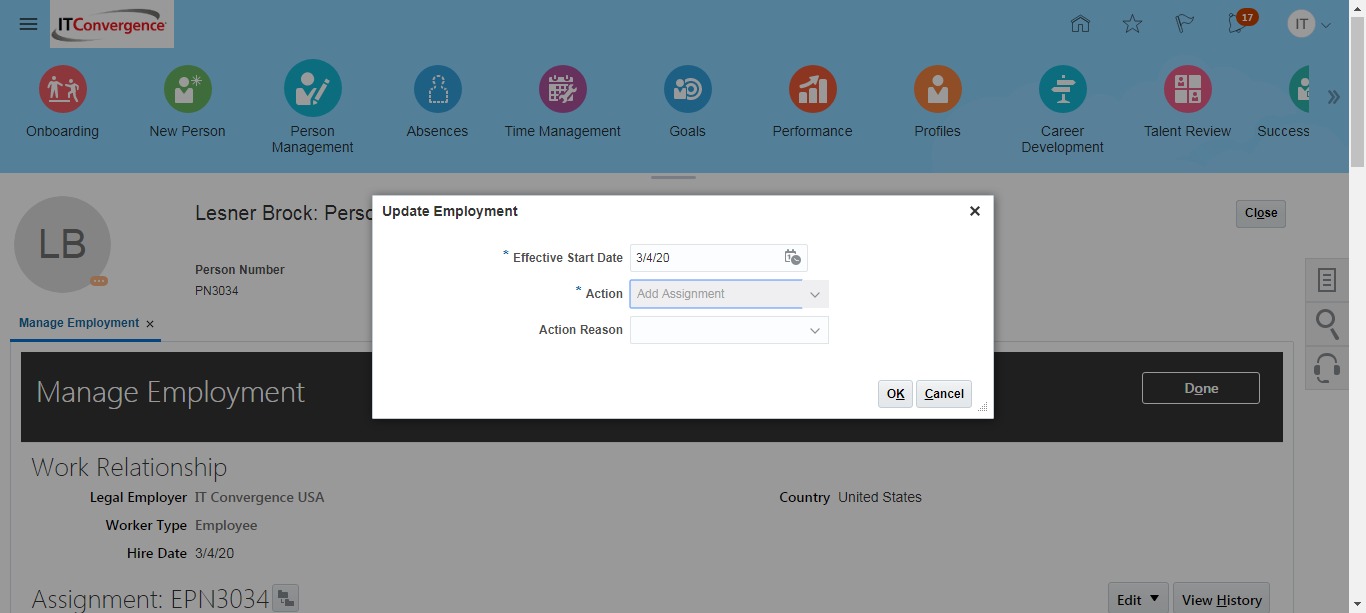 ITConvergence
17
IT
Onboarding
New Person
Person Management
Absences
Time Management
Goals
Performance
Profiles
Career Development
Talent Review
Success
Lesner Brock: Perso
Close
LB
Person Number
PN3034
Manage Employment
Update Employment
* Effective Start Date 3/4/20
* Action Add Assignment
Action Reason
OK Cancel
Manage Employment
Done
Work Relationship
Legal Employer IT Convergence USA
Country United States
Worker Type Employee
Hire Date 3/4/20
Assignment: EPN3034
Edit
View History